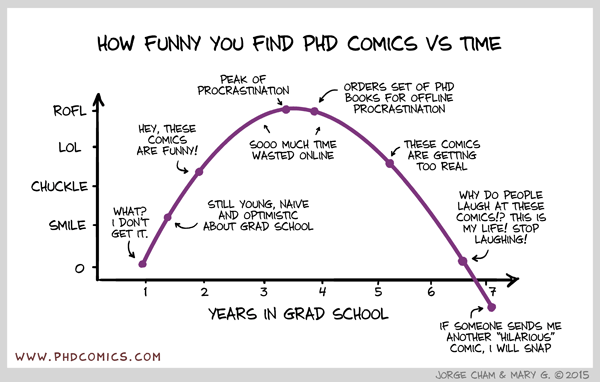 HOW FUNNY YOU FIND PHD COMICS VS TIME
PEAK OF
PROCRASTINATION
ORDERS SET OF PHD
BOOKS FOR OFFLINE
PROCRASTINATION
ROFL
LOL
CHUCKLE
SMILE
0
HEY, THESE
COMICS
ARE FUNNY!
SOOO MUCH TIME
WASTED ONLINE
THESE COMICS
ARE GETTING
TOO REAL
WHAT?
I DON'T
GET IT.
STILL YOUNG, NAIVE
AND OPTIMISTIC
ABOUT GRAD SCHOOL
WHY DO PEOPLE
LAUGH AT THESE
COMICS!? THIS IS
MY LIFE! STOP
LAUGHING!
1 2 3 4 5 6 7
YEARS IN GRAD SCHOOL
IF SOMEONE SENDS ME
ANOTHER "HILARIOUS"
COMIC, I WILL SNAP
WWW.PHDCOMICS.COM
JORGE CHAM & MARY G. ©2015